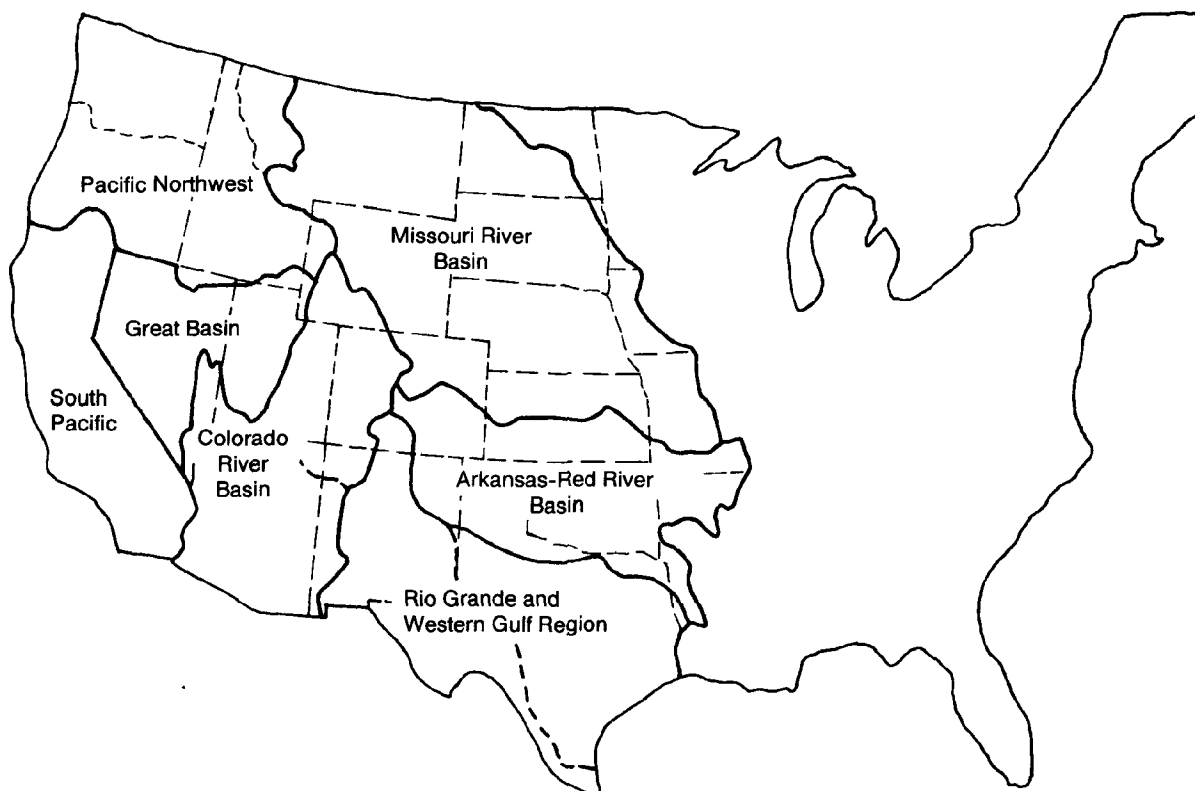 Pacific Northwest
Missouri River
Basin
Great Basin
South
Pacific
Colorado
River
Basin
Arkansas-Red River
Basin
Rio Grande and
Western Gulf Region